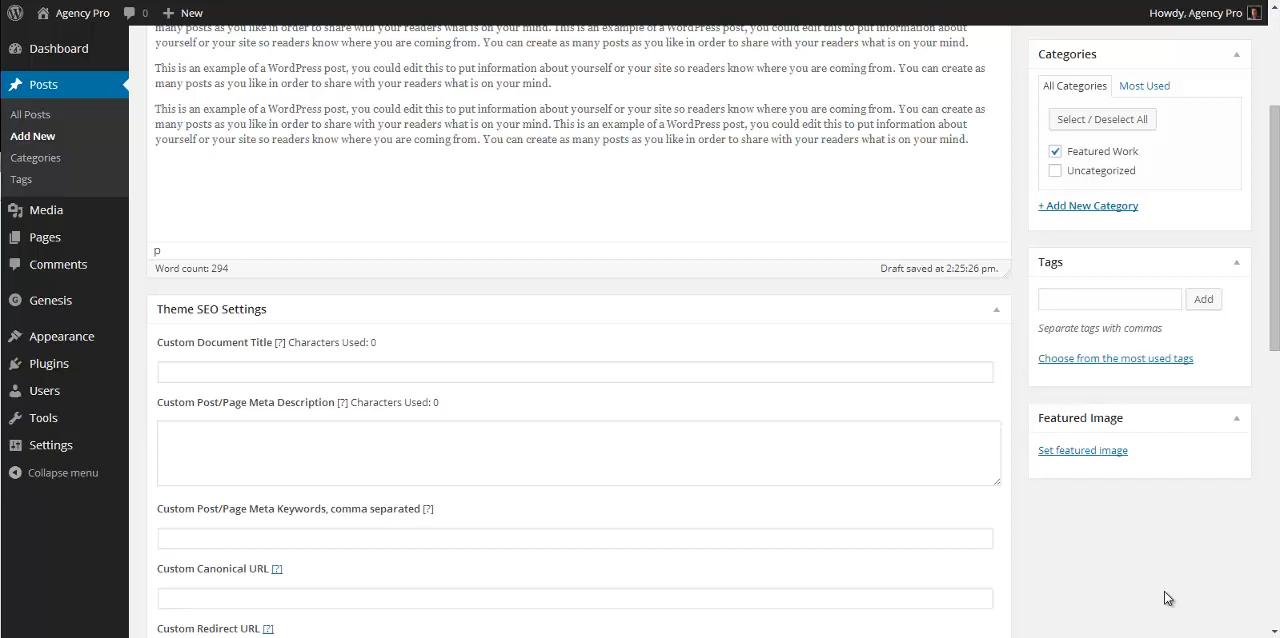 Agency Pro 0 New Howdy, Agency Pro
Dashboard
Posts
All Posts
Add New
Categories
Tags
Media
Pages
Comments
Genesis
Appearance
Plugins
Users
Tools
Settings
Collapse menu
many posts as you like in order to share with your readers what is on your mind. This is an example of a WordPress post, you could edit this to put information about
yourself or your site so readers know where you are coming from. You can create as many posts as you like in order to share with your readers what is on your mind.
This is an example of a WordPress post, you could edit this to put information about yourself or your site so readers know where you are coming from. You can create as
many posts as you like in order to share with your readers what is on your mind.
This is an example of a WordPress post, you could edit this to put information about yourself or your site so readers know where you are coming from. You can create as
many posts as you like in order to share with your readers what is on your mind. This is an example of a WordPress post, you could edit this to put information about
yourself or your site so readers know where you are coming from. You can create as many posts as you like in order to share with your readers what is on your mind.
p
Word count: 294 Draft saved at 2:25:26 pm.
Theme SEO Settings
Custom Document Title [?] Characters Used: 0
Custom Post/Page Meta Description [?] Characters Used: 0
Custom Post/Page Meta Keywords, comma separated [?]
Custom Canonical URL [?]
Custom Redirect URL [?]
Categories
All Categories Most Used
Select / Deselect All
Featured Work
Uncategorized
+ Add New Category
Tags
Add
Separate tags with commas
Choose from the most used tags
Featured Image
Set featured image